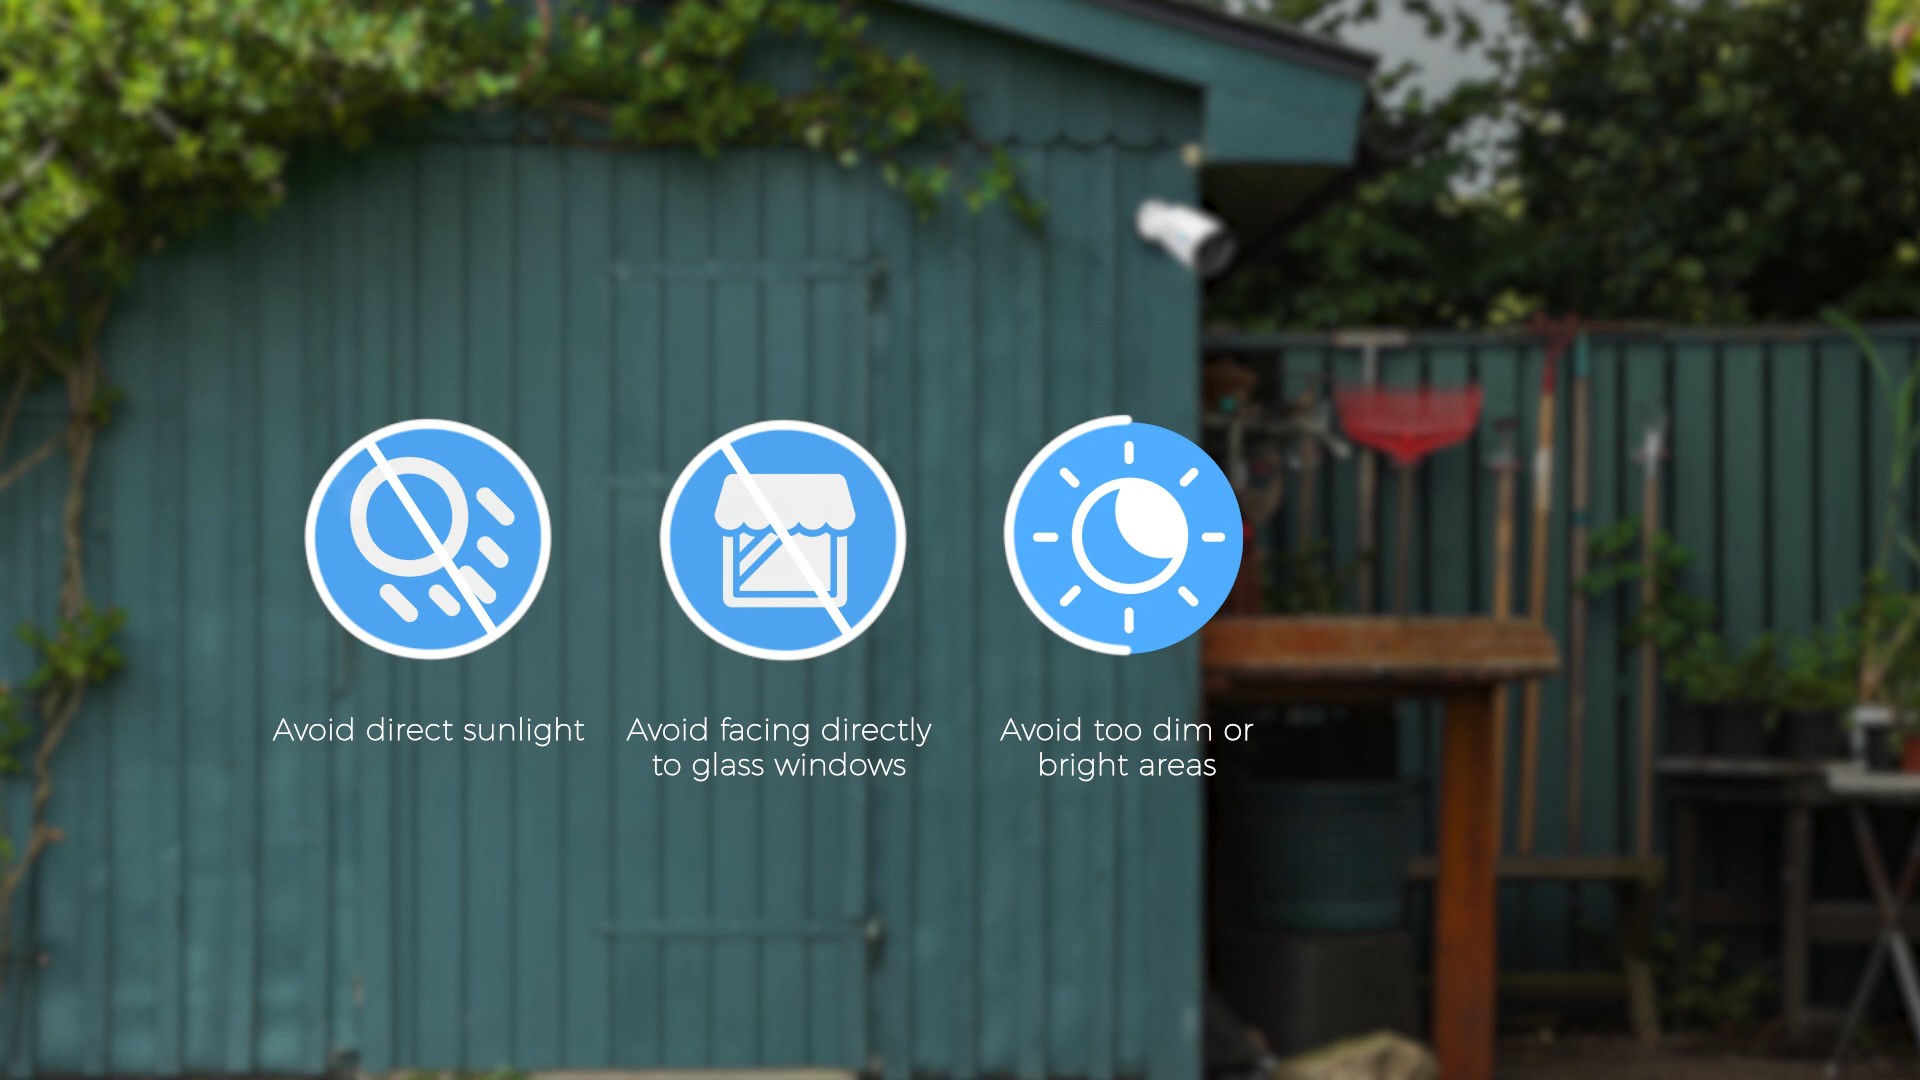 Avoid direct sunlight
Avoid facing directly
to glass windows
Avoid too dim or
bright areas